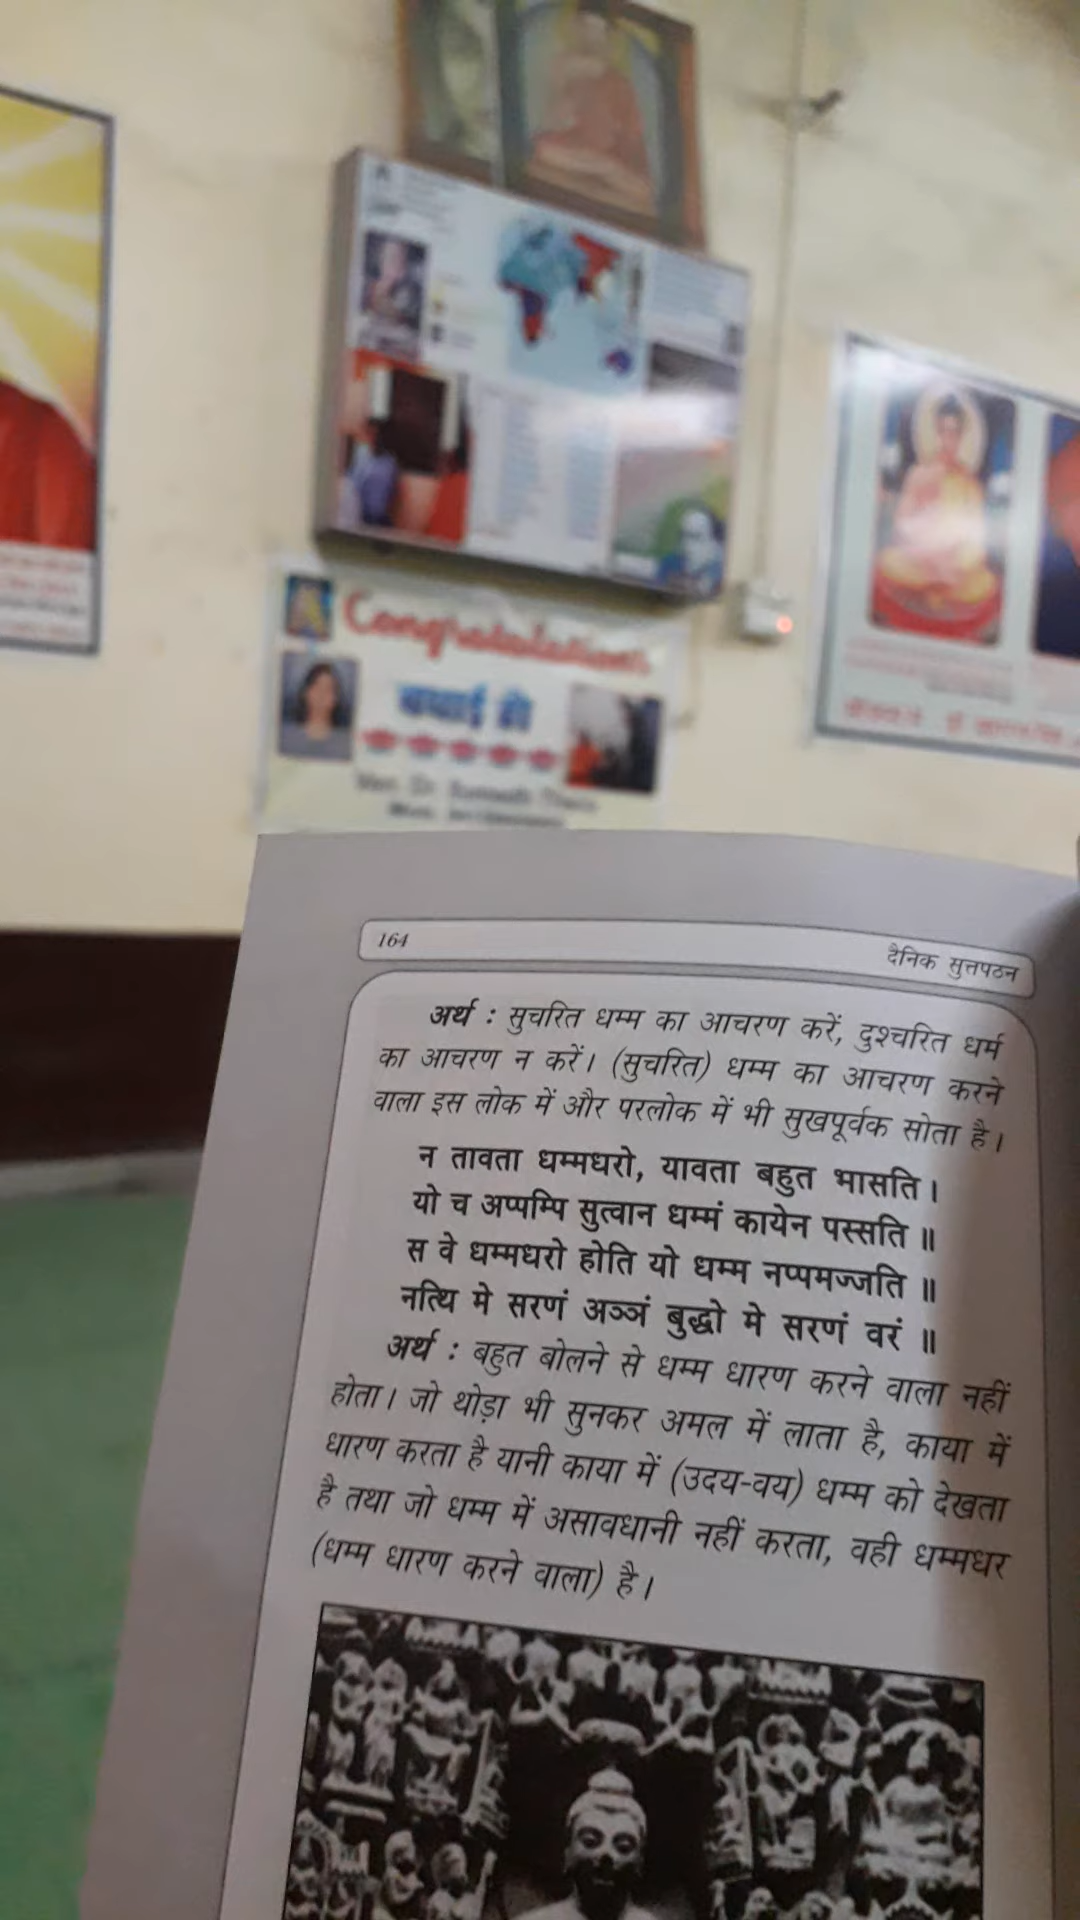 Congratulations
बधाई हो
164
दैनिक सुत्तपठन
अर्थ : सुचरित धम्म का आचरण करें, दुश्चरित धर्म
का आचरण न करें। (सुचरित) धम्म का आचरण करने
वाला इस लोक में और परलोक में भी सुखपूर्वक सोता है।
न तावता धम्मधरो, यावता बहुत भासति।
यो च अप्पम्पि सुत्वान धम्मं कायेन पस्सति ॥
स वे धम्मधरो होति यो धम्म नप्पमज्जति ॥
नत्थि मे सरणं अञ्ञं बुद्धो मे सरणं वरं ॥
अर्थ : बहुत बोलने से धम्म धारण करने वाला नहीं
होता। जो थोड़ा भी सुनकर अमल में लाता है, काया में
धारण करता है यानी काया में (उदय-वय) धम्म को देखता
है तथा जो धम्म में असावधानी नहीं करता, वही धम्मधर
(धम्म धारण करने वाला) है।